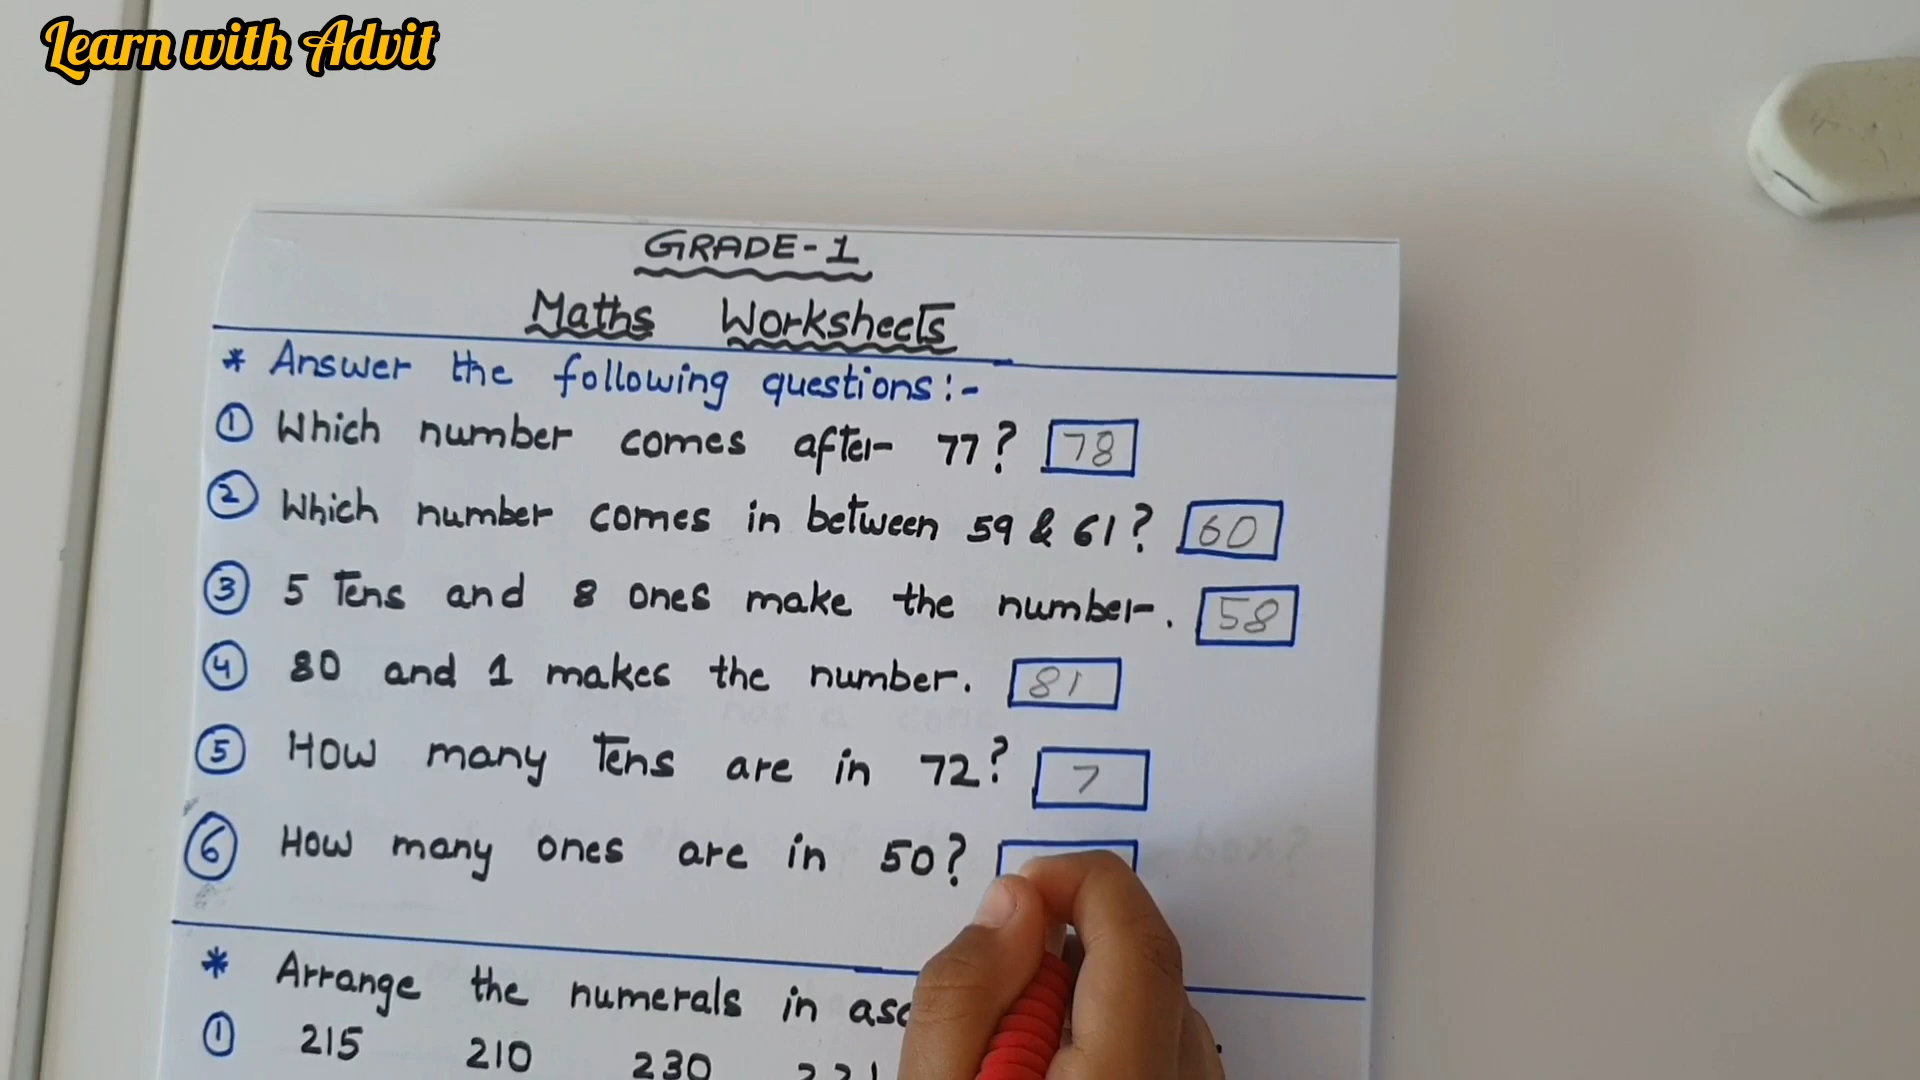 Learn with Advit
GRADE-1
Maths Worksheets
* Answer the following questions:-
① Which number comes after 77? 78
② Which number comes in between 59 & 61? 60
③ 5 Tens and 8 ones make the number. 58
④ 80 and 1 makes the number. 81
⑤ How many Tens are in 72? 7
⑥ How many ones are in 50?
* Arrange the numerals in
① 215 210 230 221